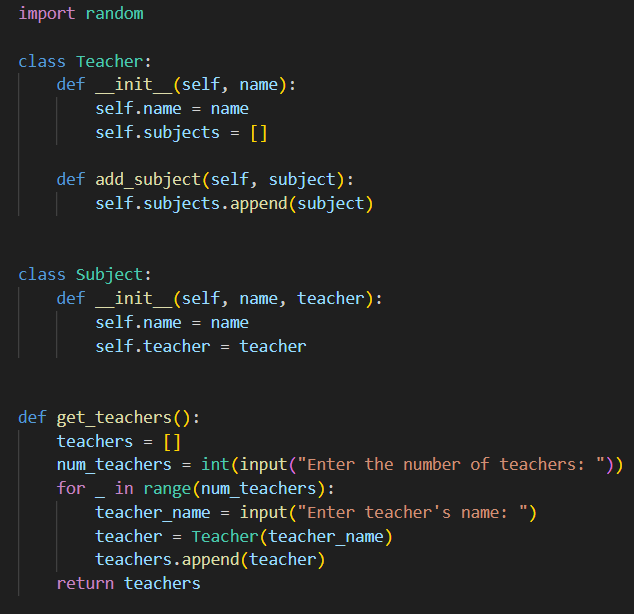 import random

class Teacher:
    def __init__(self, name):
        self.name = name
        self.subjects = []

    def add_subject(self, subject):
        self.subjects.append(subject)


class Subject:
    def __init__(self, name, teacher):
        self.name = name
        self.teacher = teacher


def get_teachers():
    teachers = []
    num_teachers = int(input("Enter the number of teachers: "))
    for _ in range(num_teachers):
        teacher_name = input("Enter teacher's name: ")
        teacher = Teacher(teacher_name)
        teachers.append(teacher)
    return teachers